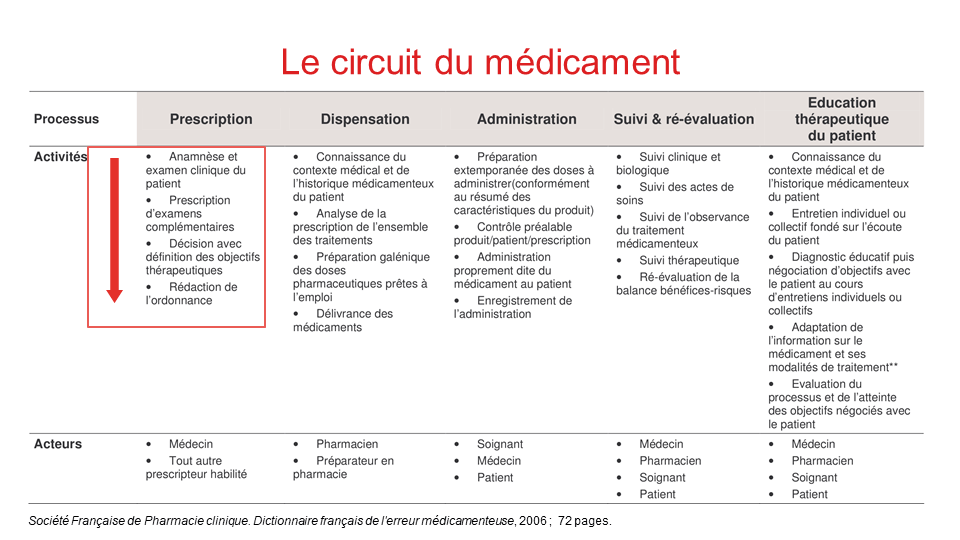 Le circuit du médicament
Processus
Prescription
Dispensation
Administration
Suivi & ré-évaluation
Education
thérapeutique
du patient
Activités
• Anamnèse et
examen clinique du
patient
• Prescription
d’examens
complémentaires
• Décision avec
définition des objectifs
thérapeutiques
• Rédaction de
l’ordonnance
• Connaissance du
contexte médical et de
l’historique médicamenteux
du patient
• Analyse de la
prescription de l’ensemble
des traitements
• Préparation galénique
des doses
pharmaceutiques prêtes à
l’emploi
• Délivrance des
médicaments
• Préparation
extemporanée des doses à
administrer(conformément
au résumé des
caractéristiques du produit)
• Contrôle préalable
produit/patient/prescription
• Administration
proprement dite du
médicament au patient
• Enregistrement de
l’administration
• Suivi clinique et
biologique
• Suivi des actes de
soins
• Suivi de l’observance
du traitement
médicamenteux
• Suivi thérapeutique
• Ré-évaluation de la
balance bénéfices-risques
• Connaissance du
contexte médical et de
l’historique médicamenteux
du patient
• Entretien individuel ou
collectif fondé sur l’écoute
du patient
• Diagnostic éducatif puis
négociation d’objectifs avec
le patient au cours
d’entretiens individuels ou
collectifs
• Adaptation de
l’information sur le
médicament et ses
modalités de traitement**
• Evaluation du
processus et de l’atteinte
des objectifs négociés avec
le patient
Acteurs
• Médecin
• Tout autre
prescripteur habilité
• Pharmacien
• Préparateur en
pharmacie
• Soignant
• Médecin
• Patient
• Médecin
• Pharmacien
• Soignant
• Patient
• Médecin
• Pharmacien
• Soignant
• Patient
Société Française de Pharmacie clinique. Dictionnaire français de l’erreur médicamenteuse, 2006 ; 72 pages.